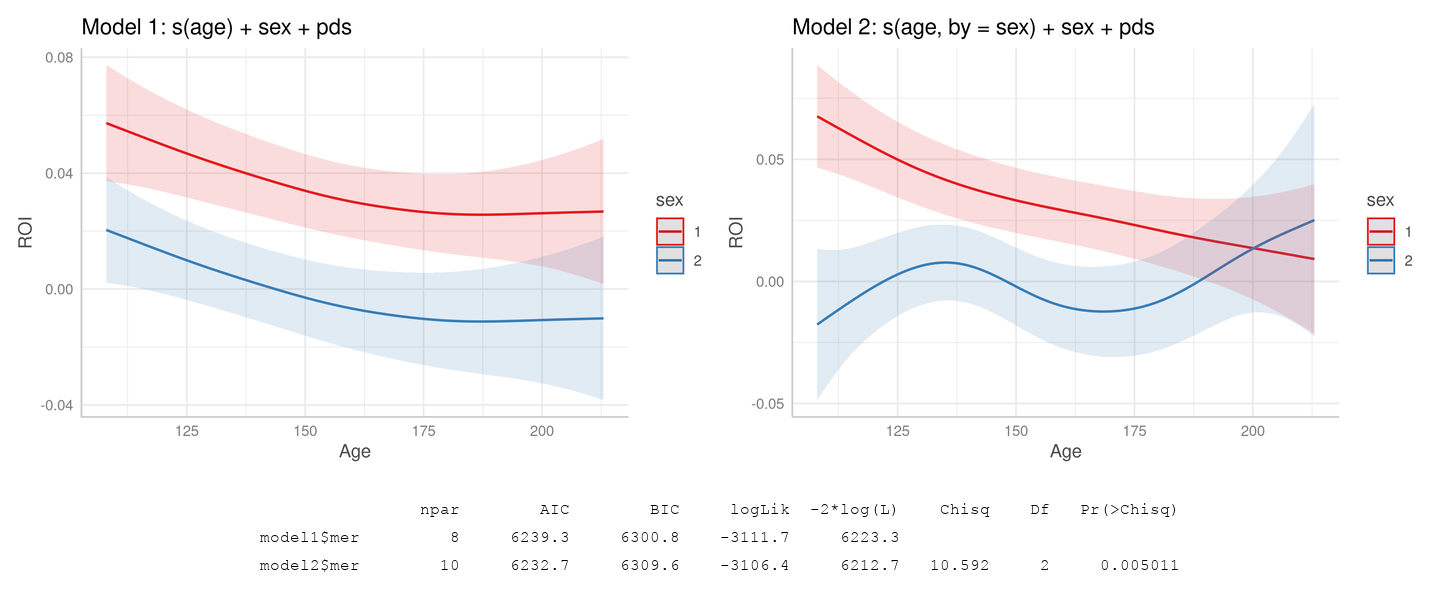 Model 1: s(age) + sex + pds
0.08
0.04
0.00
-0.04
ROI
125 150 175 200
Age
sex
1
2
Model 2: s(age, by = sex) + sex + pds
0.05
0.00
-0.05
ROI
125 150 175 200
Age
sex
1
2
npar AIC BIC logLik -2*log(L) Chisq Df Pr(>Chisq)
model1$mer 8 6239.3 6300.8 -3111.7 6223.3
model2$mer 10 6232.7 6309.6 -3106.4 6212.7 10.592 2 0.005011